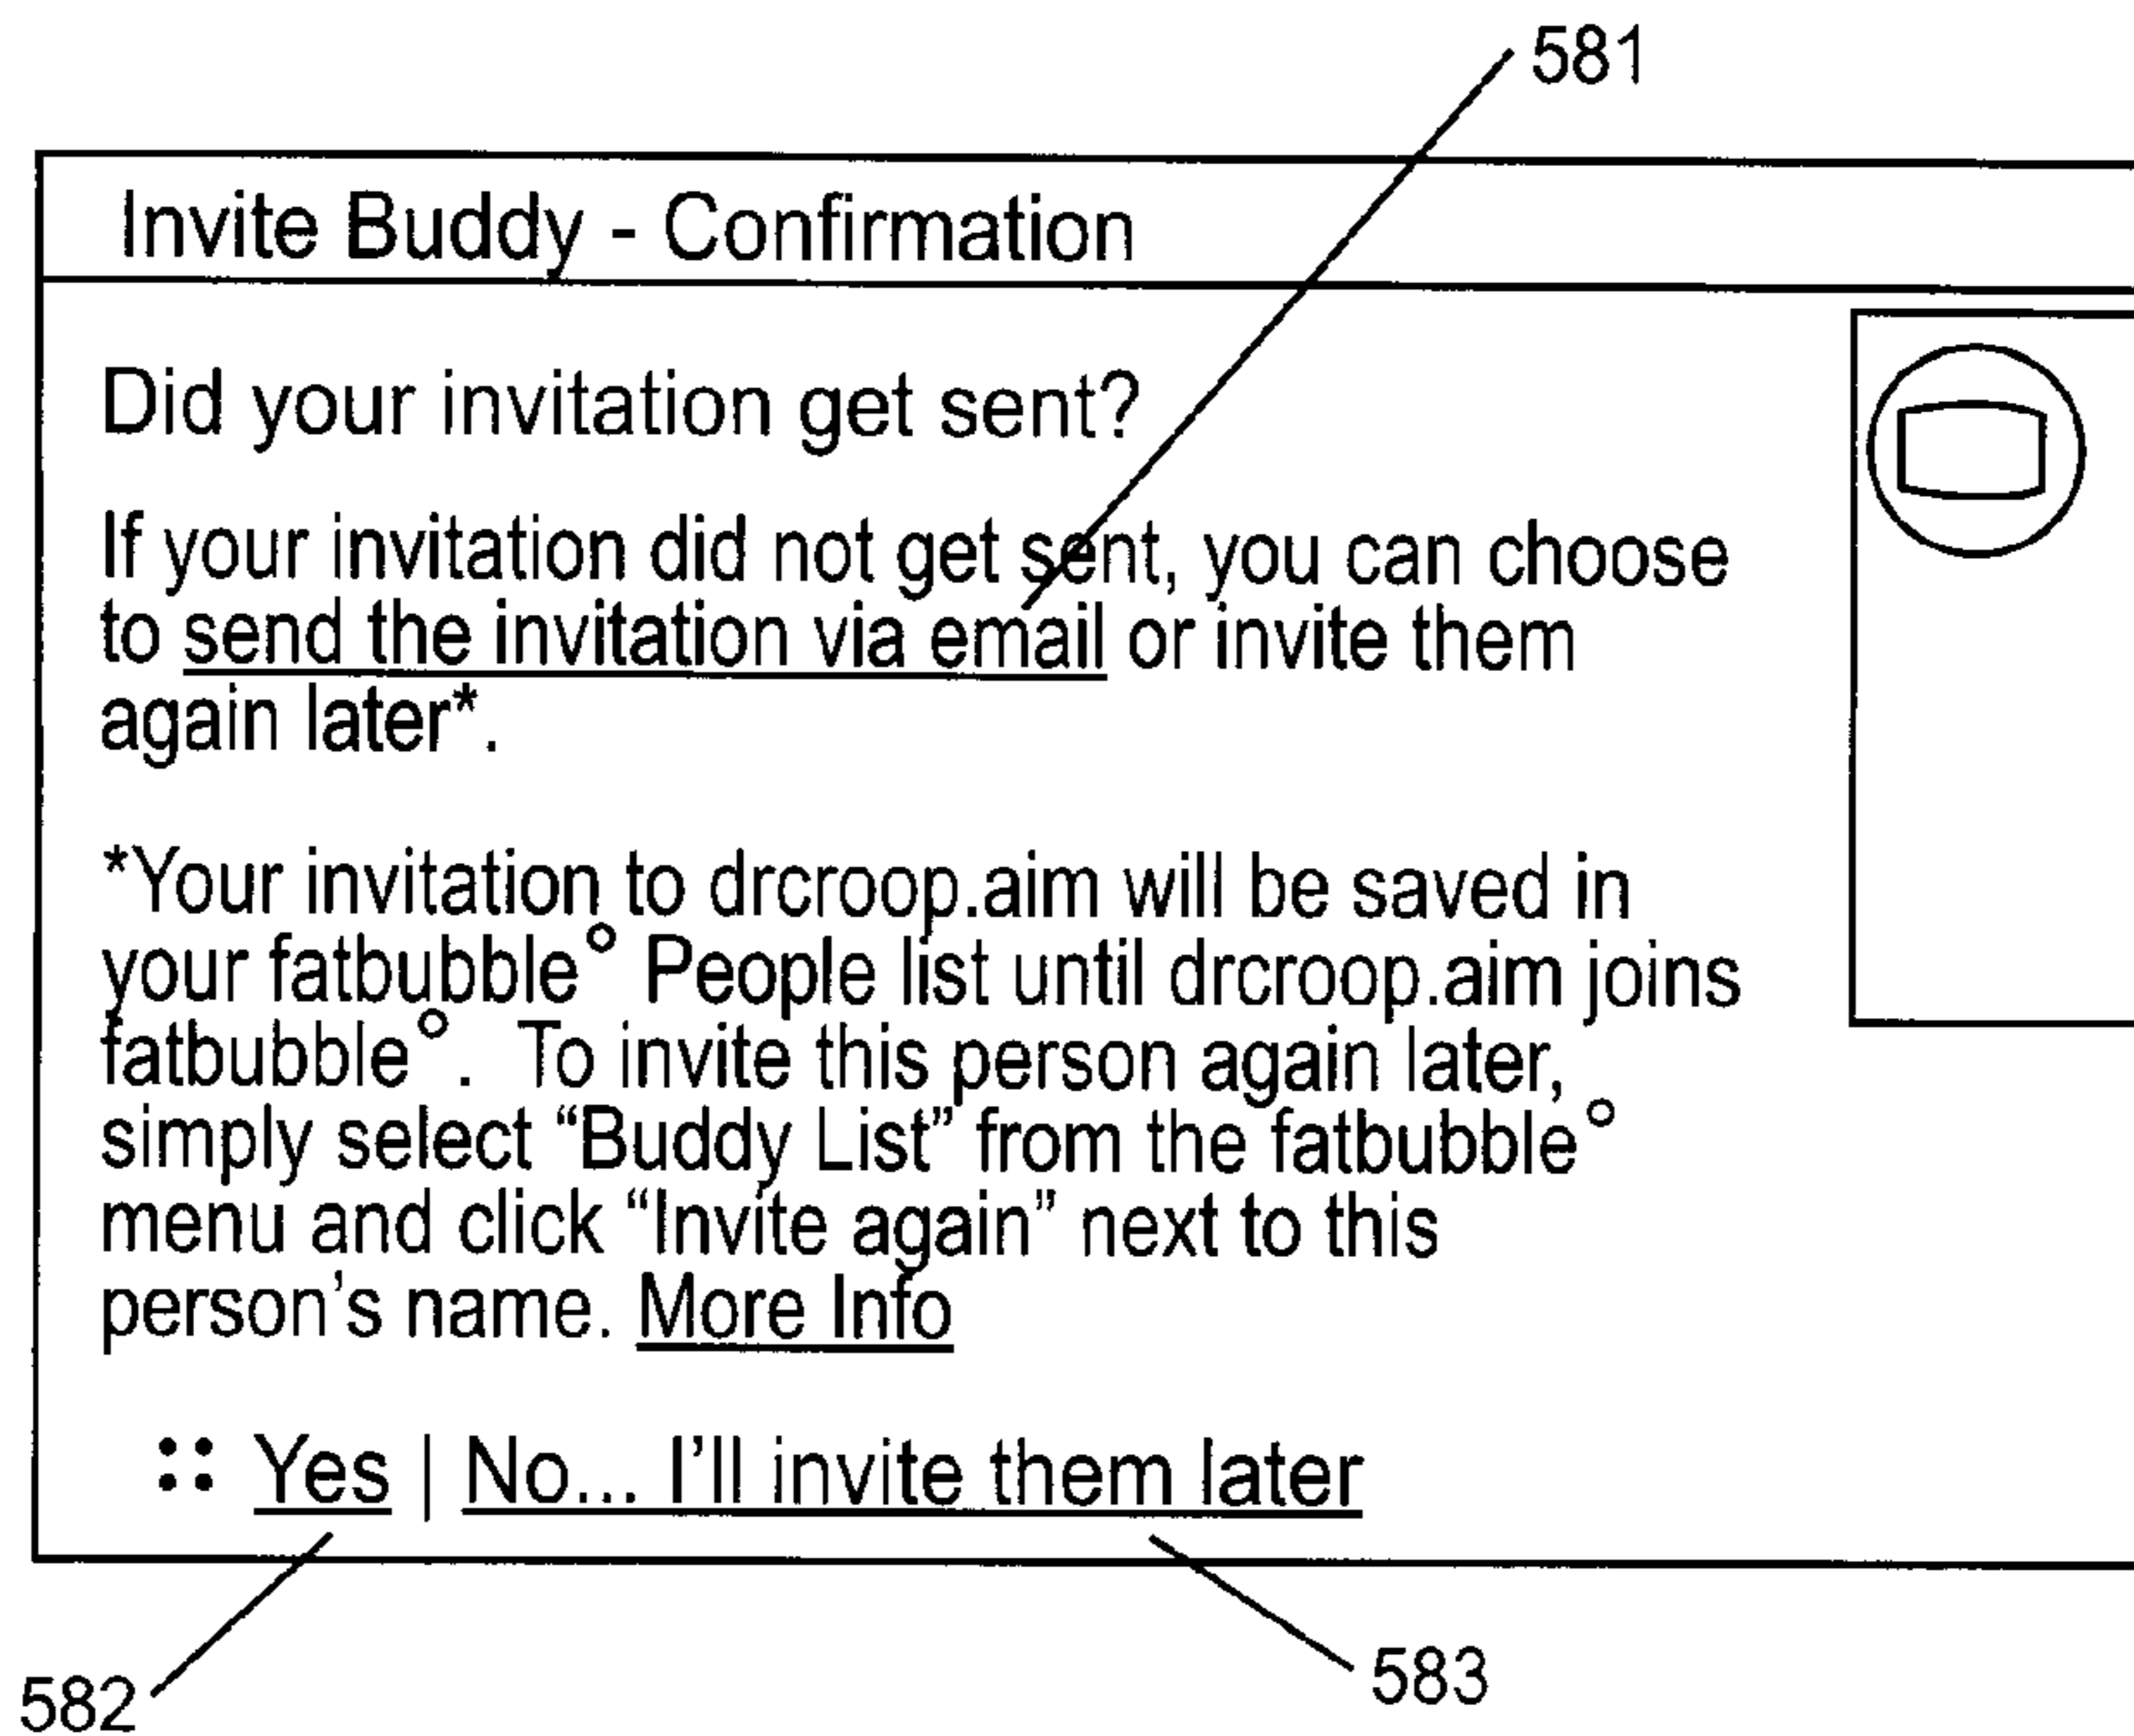 581
Invite Buddy - Confirmation
Did your invitation get sent?
If your invitation did not get sent, you can choose
to send the invitation via email or invite them
again later*.
*Your invitation to drcroop.aim will be saved in
your fatbubble° People list until drcroop.aim joins
fatbubble°. To invite this person again later,
simply select “Buddy List” from the fatbubble°
menu and click “Invite again” next to this
person's name. More Info
Yes | No... I'll invite them later
582
583